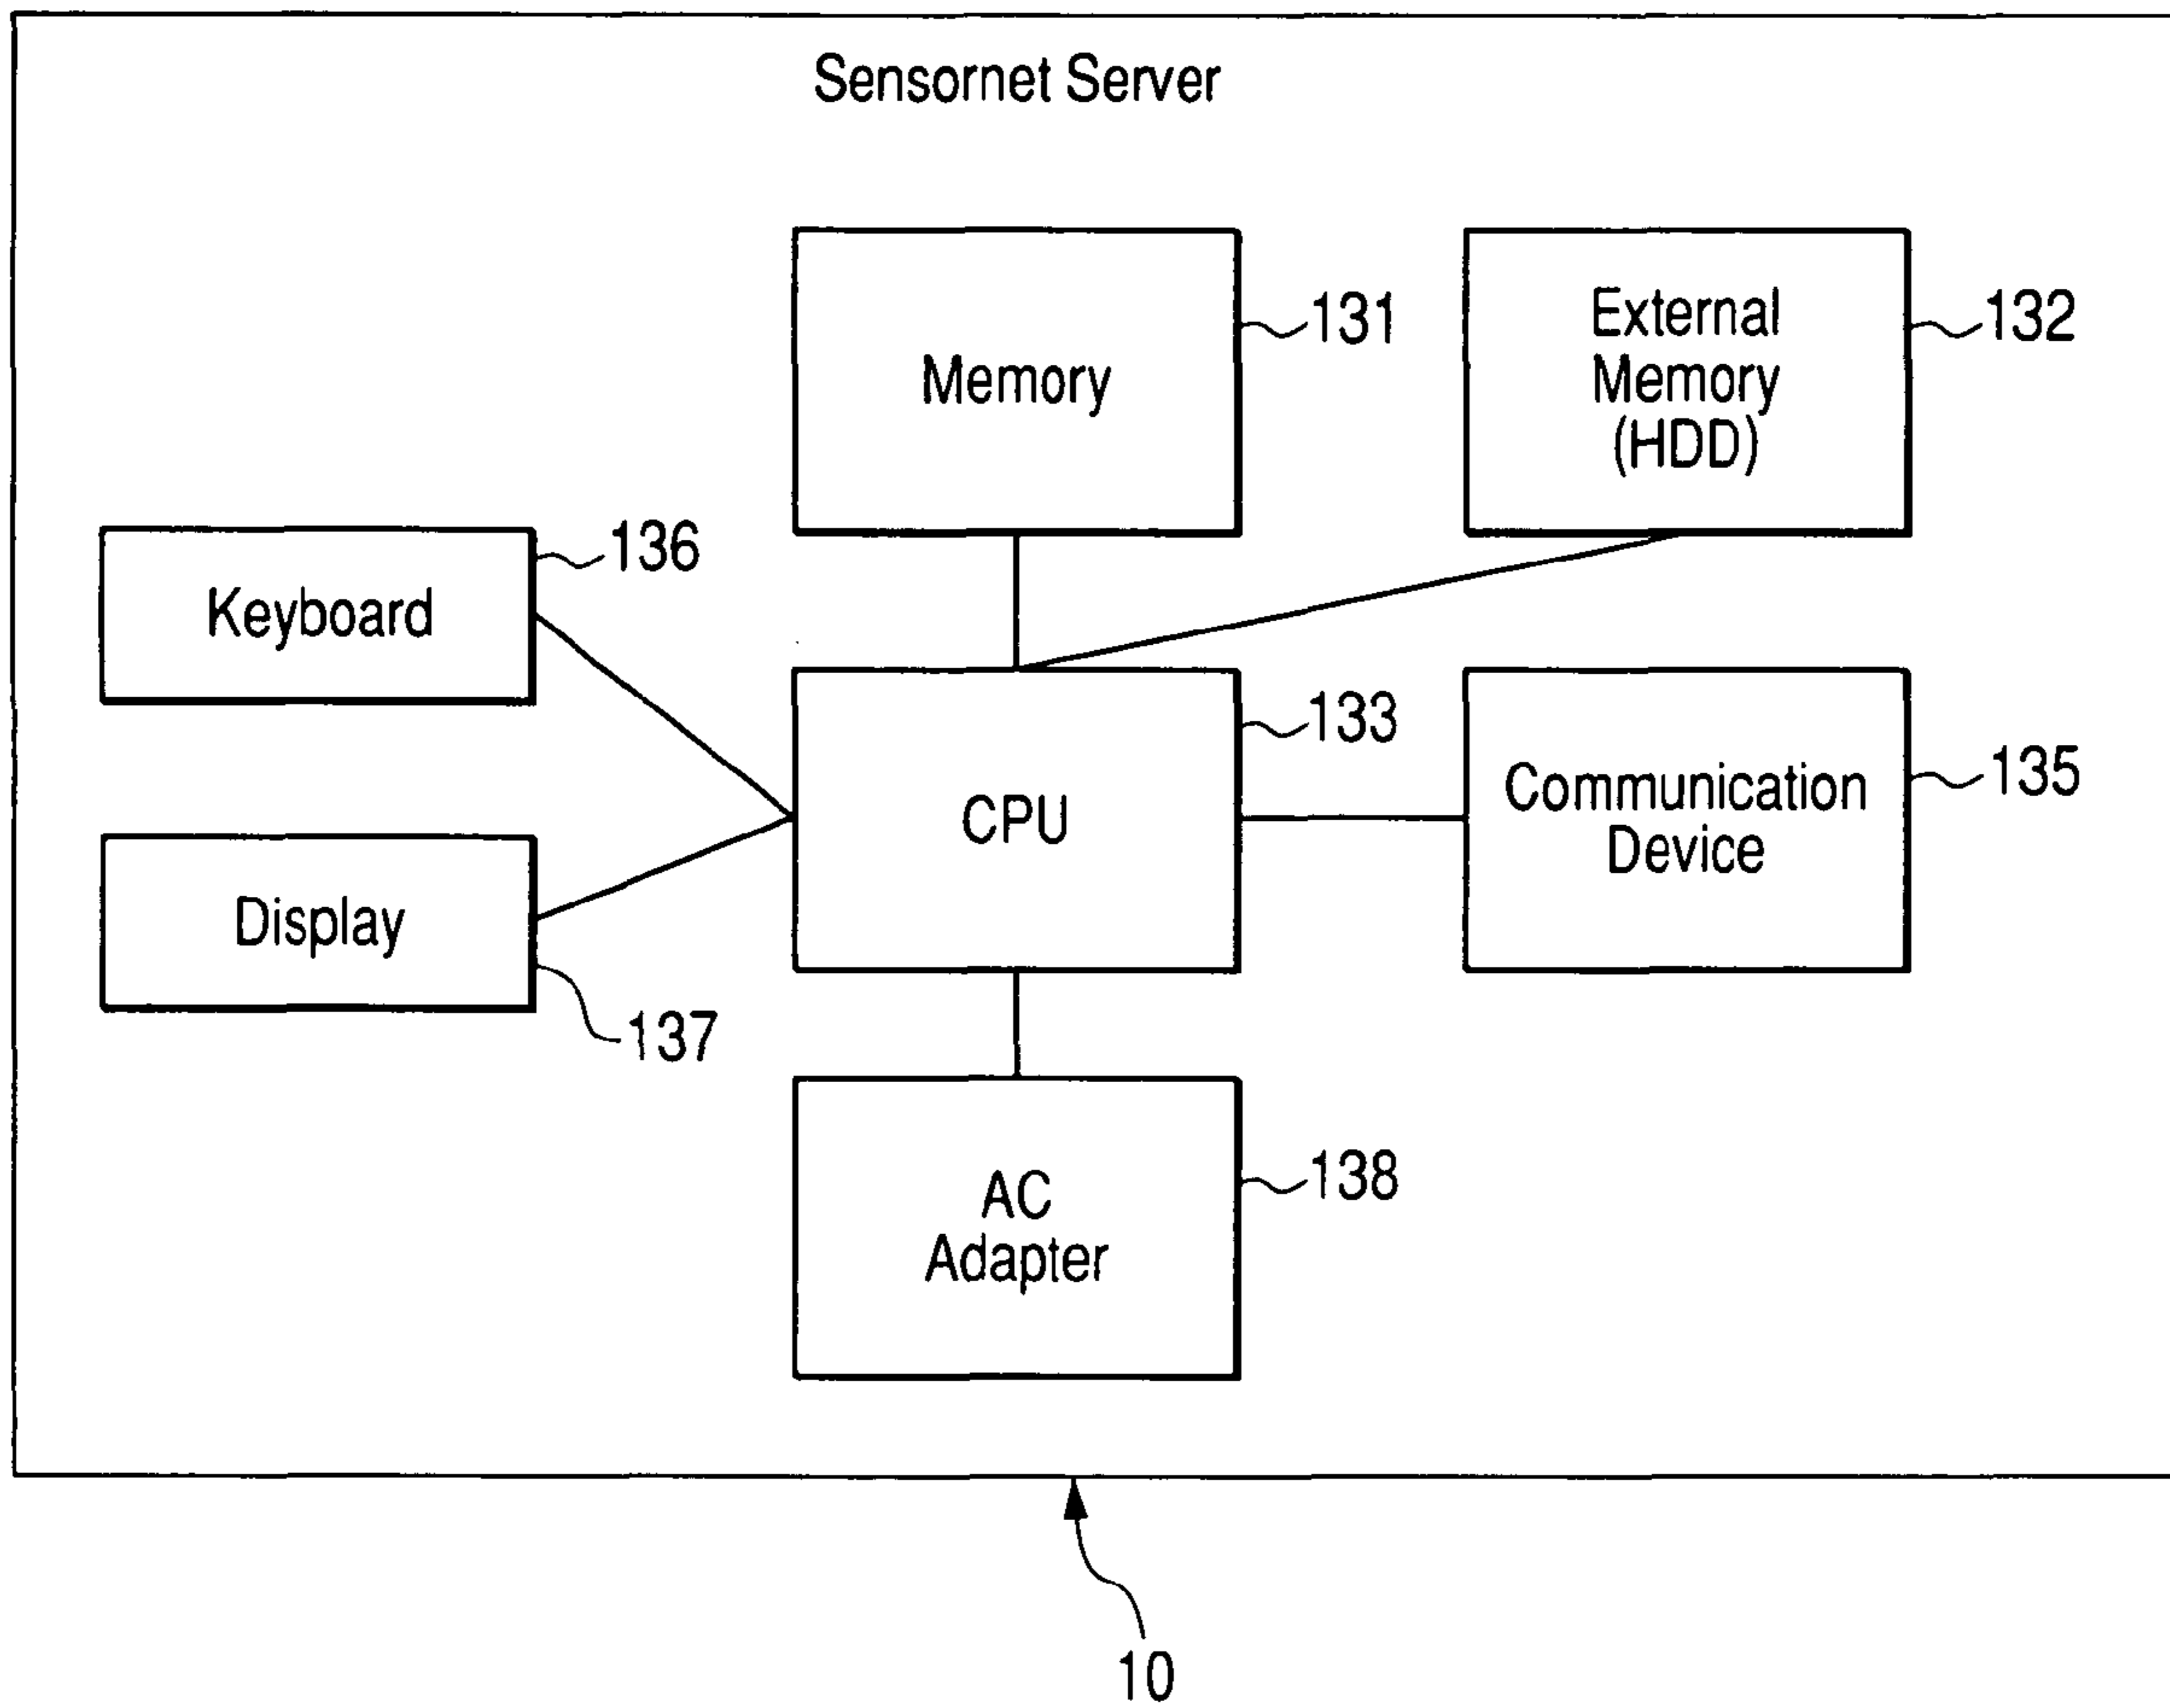 Sensornet Server
Memory
131
External
Memory
(HDD)
132
Keyboard
136
CPU
133
Communication
Device
135
Display
137
AC
Adapter
138
10